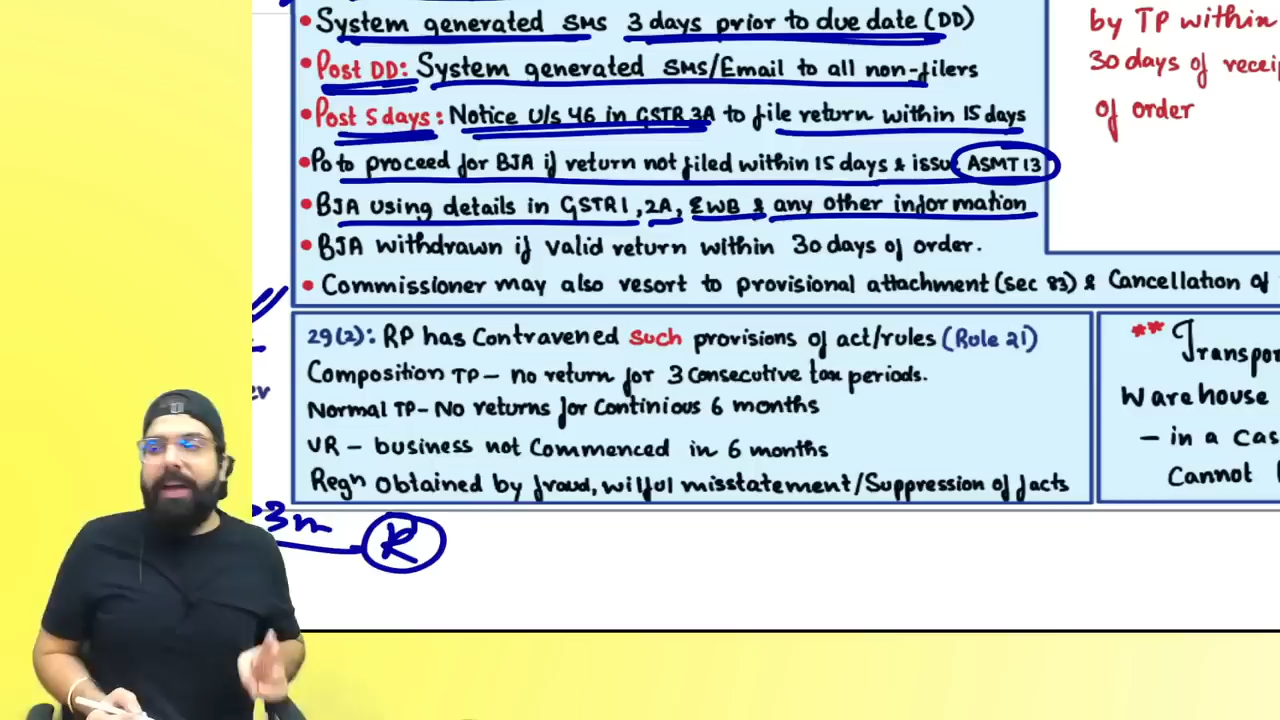 • System generated SMS 3 days prior to due date (DD)
• Post DD: System generated SMS/Email to all non-filers
• Post 5 days: Notice U/s 46 in GSTR 3A to file return within 15 days
• PO to proceed for BJA if return not filed within 15 days & issue ASMT 13
• BJA using details in GSTR1, 2A, EWB & any other information
• BJA withdrawn if valid return within 30 days of order.
• Commissioner may also resort to provisional attachment (sec 83) & Cancellation of
by TP within
30 days of
of order
29(2): RP has Contravened such provisions of act/rules (Rule 21)
Composition TP – no return for 3 Consecutive tax periods.
Normal TP – No returns for Continious 6 months
VR – business not Commenced in 6 months
Regn Obtained by fraud, wilful misstatement/Suppression of facts
**
Warehouse
– in a
Cannot
3m
R